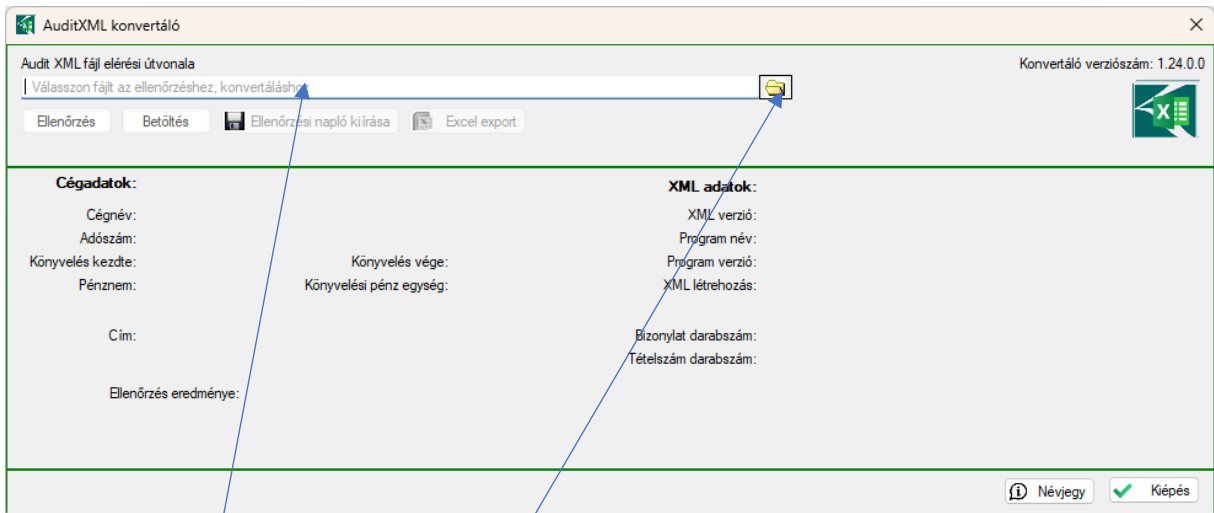 AuditXML konvertáló
Audit XML fájl elérési útvonala
Konvertáló verziószám: 1.24.0.0
Válasszon fájlt az ellenőrzéshez, konvertáláshoz
Ellenőrzés Betöltés Ellenőrzési napló kiírása Excel export
Cégadatok: XML adatok:
Cégnév: XML verzió:
Adószám: Program név:
Könyvelés kezdte: Könyvelés vége: Program verzió:
Pénznem: Könyvelési pénz egység: XML létrehozás:
Cím: Bizonylat darabszám:
Tételszám darabszám:
Ellenőrzés eredménye:
Névjegy Kiépés